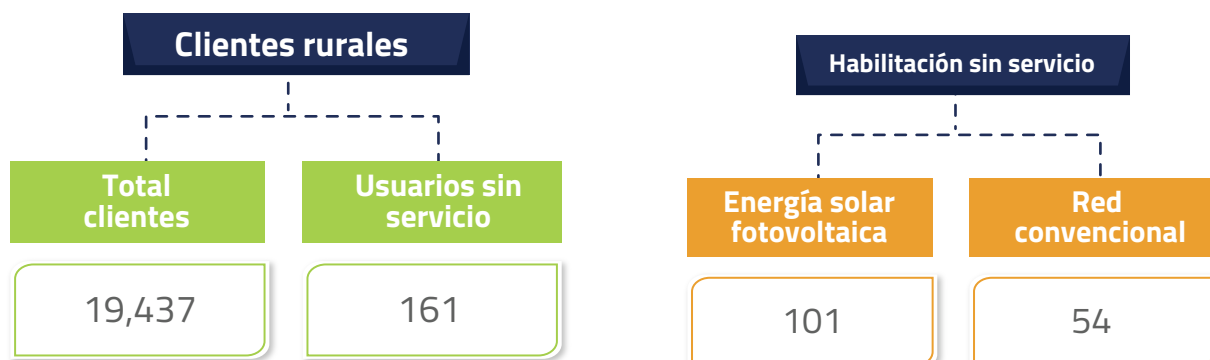 Clientes rurales
Total
clientes
Usuarios sin
servicio
19,437
161
Habilitación sin servicio
Energía solar
fotovoltaica
Red
convencional
101
54